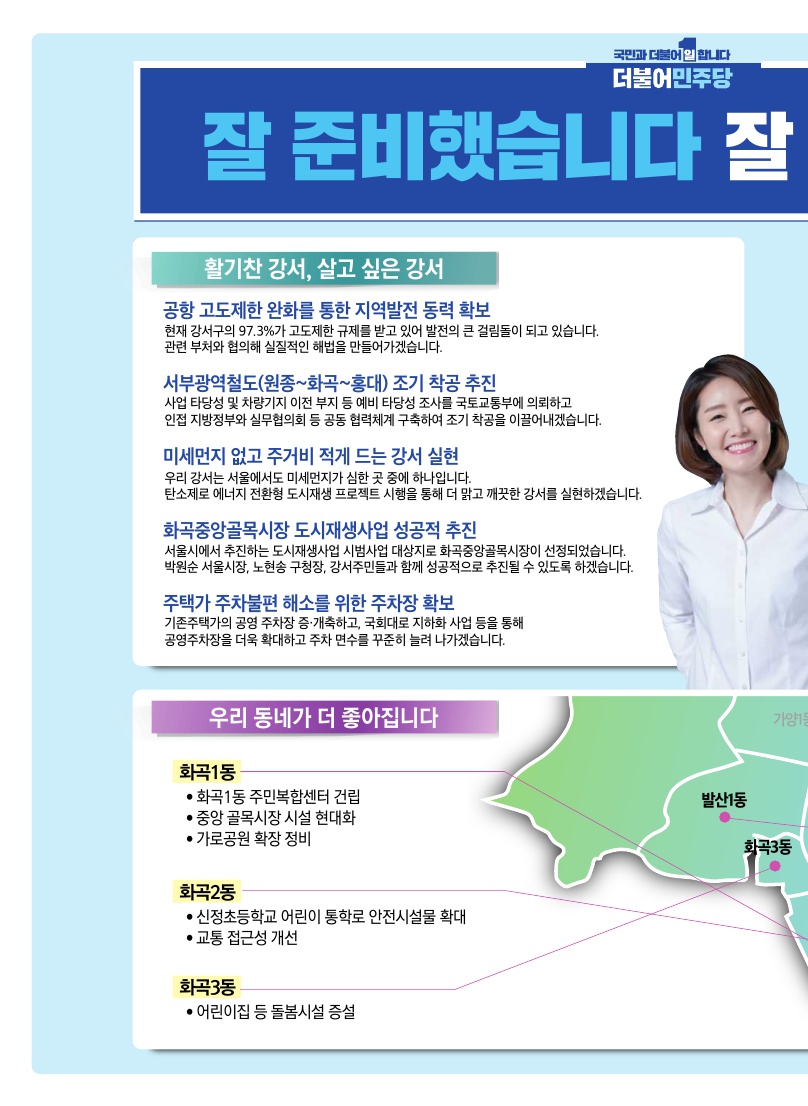 국민과 더불어 일 합니다
더불어민주당
잘 준비했습니다 잘
활기찬 강서, 살고 싶은 강서
공항 고도제한 완화를 통한 지역발전 동력 확보
현재 강서구의 97.3%가 고도제한 규제를 받고 있어 발전의 큰 걸림돌이 되고 있습니다.
관련 부처와 협의해 실질적인 해법을 만들어가겠습니다.
서부광역철도(원종~화곡~홍대) 조기 착공 추진
사업 타당성 및 차량기지 이전 부지 등 예비 타당성 조사를 국토교통부에 의뢰하고
인접 지방정부와 실무협의회 등 공동 협력체계 구축하여 조기 착공을 이끌어내겠습니다.
미세먼지 없고 주거비 적게 드는 강서 실현
우리 강서는 서울에서도 미세먼지가 심한 곳 중에 하나입니다.
탄소제로 에너지 전환형 도시재생 프로젝트 시행을 통해 더 맑고 깨끗한 강서를 실현하겠습니다.
화곡중앙골목시장 도시재생사업 성공적 추진
서울시에서 추진하는 도시재생사업 시범사업 대상지로 화곡중앙골목시장이 선정되었습니다.
박원순 서울시장, 노현송 구청장, 강서주민들과 함께 성공적으로 추진될 수 있도록 하겠습니다.
주택가 주차불편 해소를 위한 주차장 확보
기존주택가의 공영 주차장 증·개축하고, 국회대로 지하화 사업 등을 통해
공영주차장을 더욱 확대하고 주차 면수를 꾸준히 늘려 나가겠습니다.
우리 동네가 더 좋아집니다
가양1동
화곡1동
• 화곡1동 주민복합센터 건립
• 중앙 골목시장 시설 현대화
• 가로공원 확장 정비
발산1동
화곡3동
화곡2동
• 신정초등학교 어린이 통학로 안전시설물 확대
• 교통 접근성 개선
화곡3동
• 어린이집 등 돌봄시설 증설